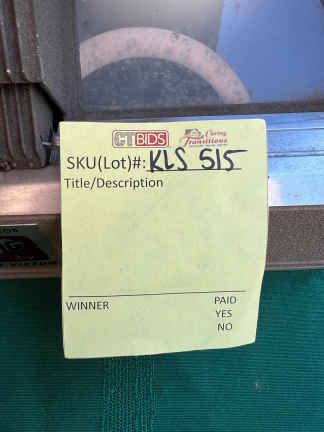 CTBIDS Caring Transitions
SKU(Lot)#: KLS 515
Title/Description
WINNER PAID
YES
NO